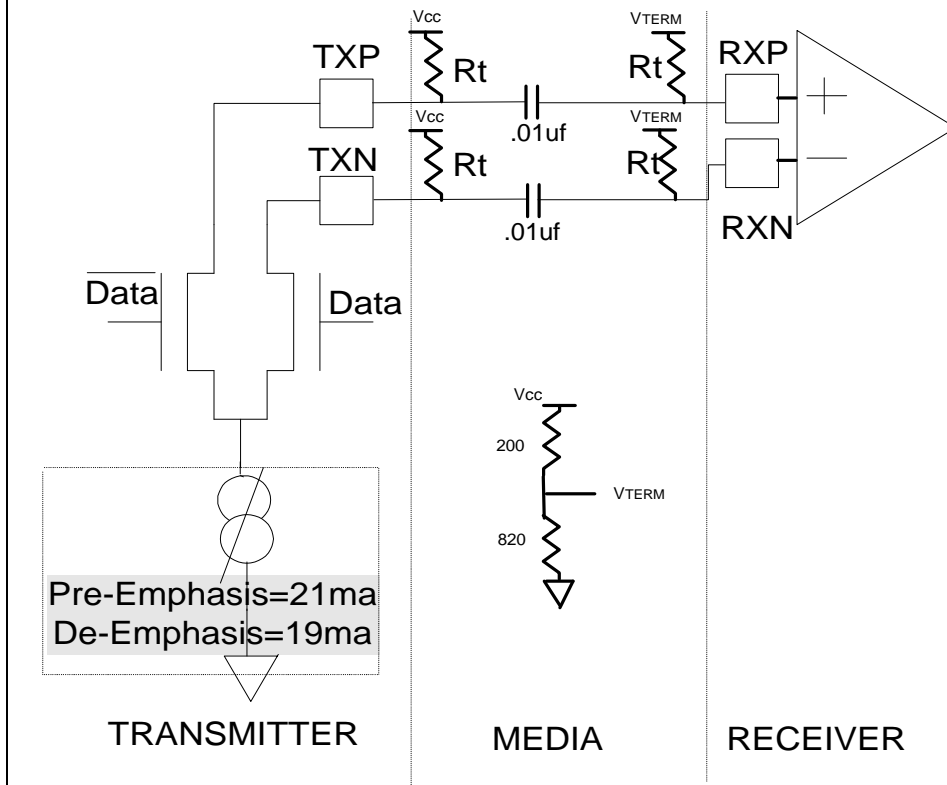 Vcc
VTERM
TXP
Rt
Rt
RXP
+
Vcc
.01uf
VTERM
TXN
Rt
Rt
−
.01uf
RXN
Data
Data
Vcc
200
VTERM
820
Pre-Emphasis=21ma
De-Emphasis=19ma
TRANSMITTER
MEDIA
RECEIVER